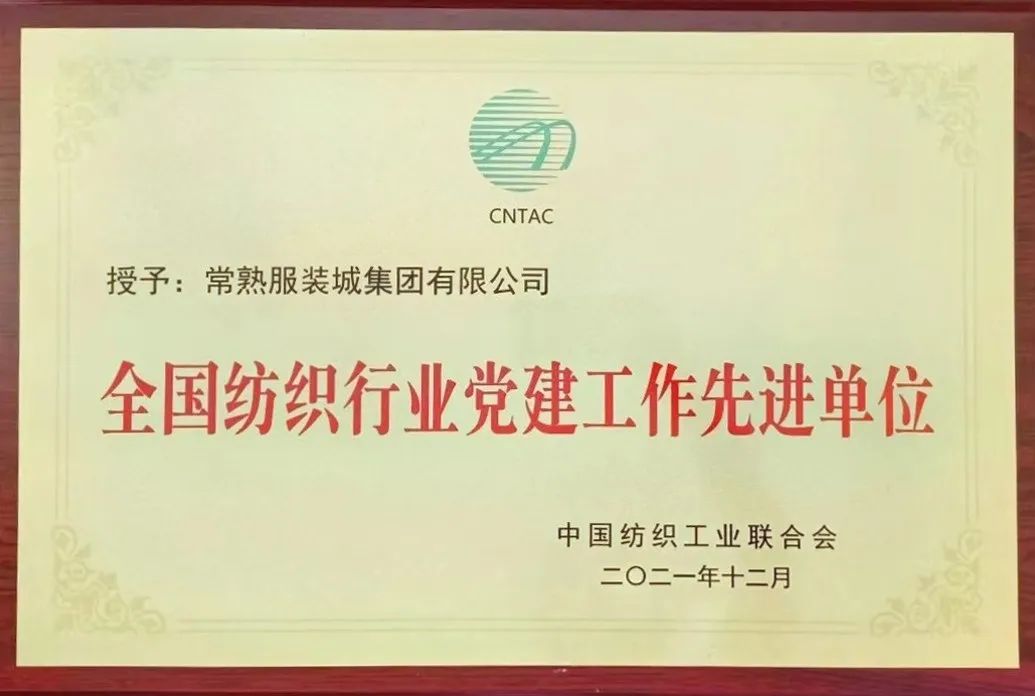 CNTAC
授予：常熟服装城集团有限公司
全国纺织行业党建工作先进单位
中国纺织工业联合会
二〇二一年十二月